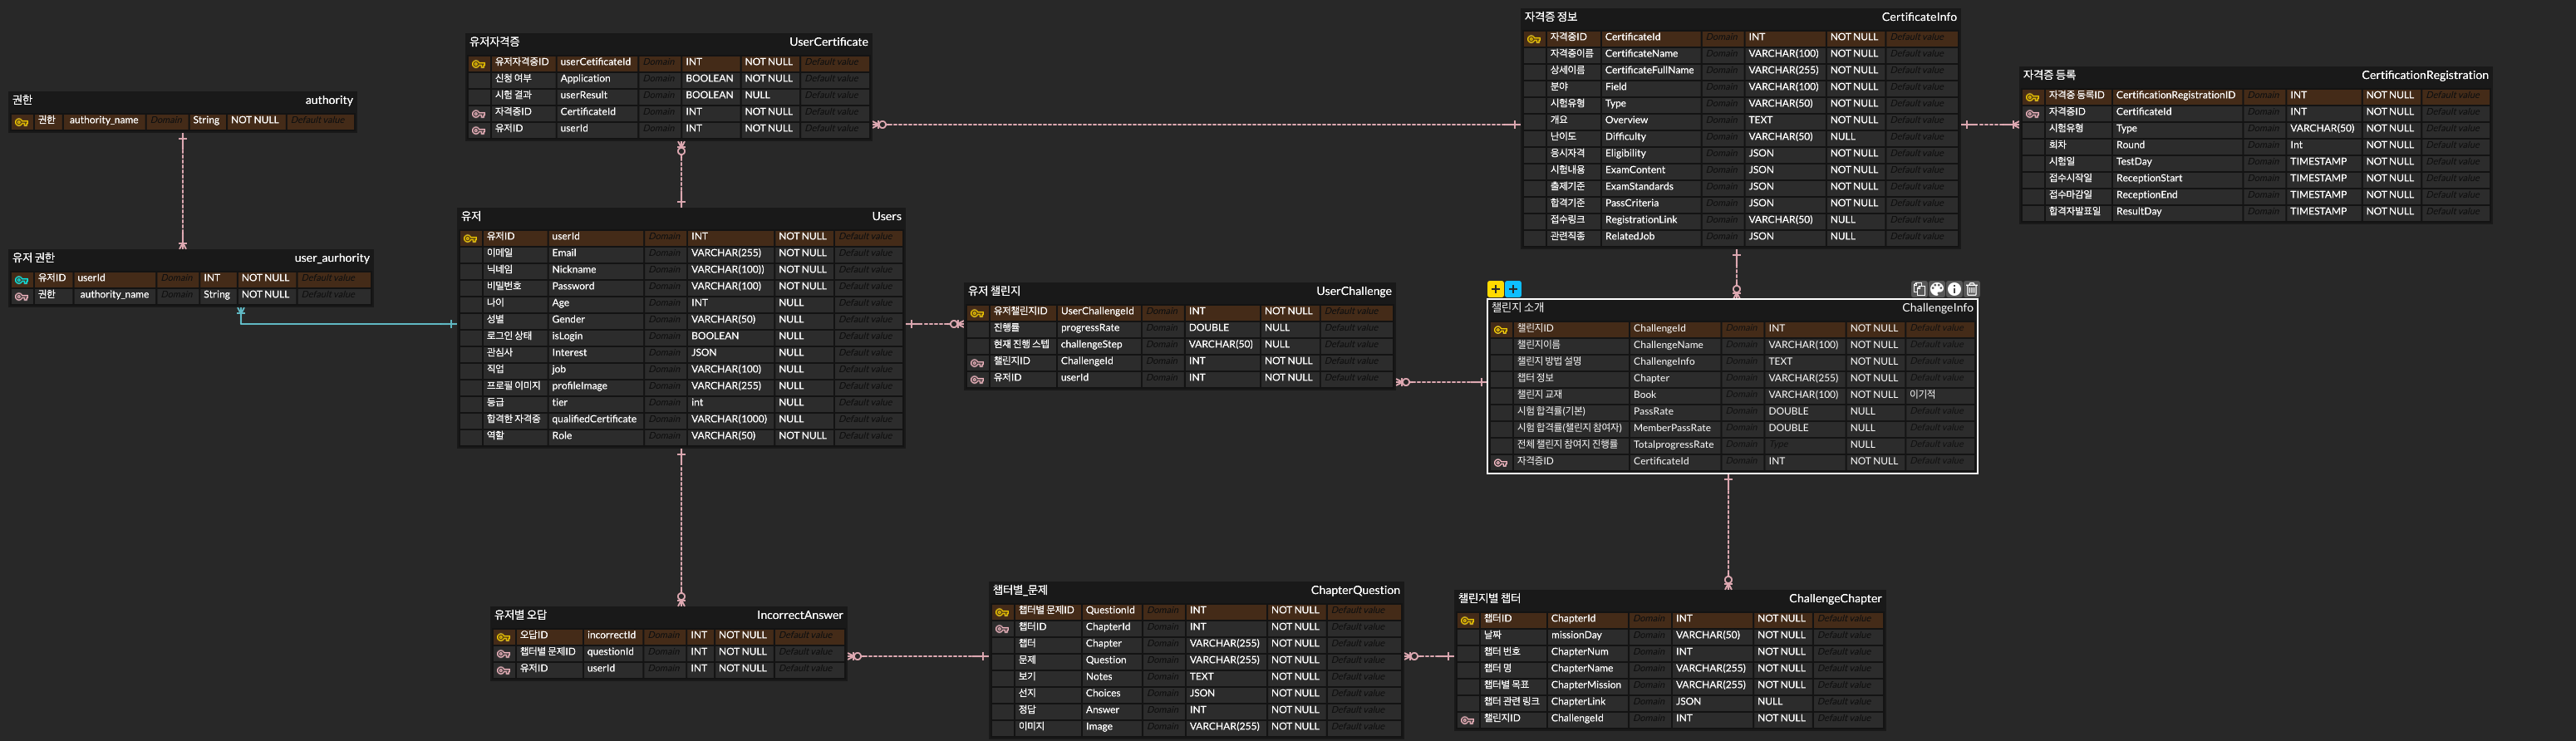 권한 authority
권한 authority_name Domain String NOT NULL Default value
유저 권한 user_aurhority
유저ID userId Domain INT NOT NULL Default value
권한 authority_name Domain String NOT NULL Default value
유저자격증 UserCertificate
유저자격증ID userCetificateId Domain INT NOT NULL Default value
신청 여부 Application Domain BOOLEAN NOT NULL Default value
시험 결과 userResult Domain BOOLEAN NULL Default value
자격증ID CertificateId Domain INT NOT NULL Default value
유저ID userId Domain INT NOT NULL Default value
유저 Users
유저ID userId Domain INT NOT NULL Default value
이메일 Email Domain VARCHAR(255) NOT NULL Default value
닉네임 Nickname Domain VARCHAR(100)) NOT NULL Default value
비밀번호 Password Domain VARCHAR(100) NOT NULL Default value
나이 Age Domain INT NULL Default value
성별 Gender Domain VARCHAR(50) NULL Default value
로그인 상태 isLogin Domain BOOLEAN NULL Default value
관심사 Interest Domain JSON NULL Default value
직업 job Domain VARCHAR(100) NULL Default value
프로필 이미지 profileImage Domain VARCHAR(255) NULL Default value
등급 tier Domain int NULL Default value
합격한 자격증 qualifiedCertificate Domain VARCHAR(1000) NULL Default value
역할 Role Domain VARCHAR(50) NOT NULL Default value
유저별 오답 IncorrectAnswer
오답ID incorrectId Domain INT NOT NULL Default value
챕터별 문제ID questionId Domain INT NOT NULL Default value
유저ID userId Domain INT NOT NULL Default value
유저 챌린지 UserChallenge
유저챌린지ID UserChallengeId Domain INT NOT NULL Default value
진행률 progressRate Domain DOUBLE NULL Default value
현재 진행 스텝 challengeStep Domain VARCHAR(50) NULL Default value
챌린지ID ChallengeId Domain INT NOT NULL Default value
유저ID userId Domain INT NOT NULL Default value
챕터별_문제 ChapterQuestion
챕터별 문제ID QuestionId Domain INT NOT NULL Default value
챕터ID ChapterId Domain INT NOT NULL Default value
챕터 Chapter Domain VARCHAR(255) NOT NULL Default value
문제 Question Domain VARCHAR(255) NOT NULL Default value
보기 Notes Domain TEXT NOT NULL Default value
선지 Choices Domain JSON NOT NULL Default value
정답 Answer Domain INT NOT NULL Default value
이미지 Image Domain VARCHAR(255) NOT NULL Default value
자격증 정보 CertificateInfo
자격증ID CertificateId Domain INT NOT NULL Default value
자격증이름 CertificateName Domain VARCHAR(100) NOT NULL Default value
상세이름 CertificateFullName Domain VARCHAR(255) NOT NULL Default value
분야 Field Domain VARCHAR(100) NOT NULL Default value
시험유형 Type Domain VARCHAR(50) NOT NULL Default value
개요 Overview Domain TEXT NOT NULL Default value
난이도 Difficulty Domain VARCHAR(50) NULL Default value
응시자격 Eligibility Domain JSON NOT NULL Default value
시험내용 ExamContent Domain JSON NOT NULL Default value
출제기준 ExamStandards Domain JSON NOT NULL Default value
합격기준 PassCriteria Domain JSON NOT NULL Default value
접수링크 RegistrationLink Domain VARCHAR(50) NULL Default value
관련직종 RelatedJob Domain JSON NULL Default value
챌린지 소개 ChallengeInfo
챌린지ID ChallengeId Domain INT NOT NULL Default value
챌린지이름 ChallengeName Domain VARCHAR(100) NOT NULL Default value
챌린지 방법 설명 ChallengeInfo Domain TEXT NOT NULL Default value
챕터 정보 Chapter Domain VARCHAR(255) NOT NULL Default value
챌린지 교재 Book Domain VARCHAR(100) NOT NULL 이기적
시험 합격률(기본) PassRate Domain DOUBLE NULL Default value
시험 합격률(챌린지 참여자) MemberPassRate Domain DOUBLE NULL Default value
전체 챌린지 참여지 진행률 TotalprogressRate Domain Type NULL Default value
자격증ID CertificateId Domain INT NOT NULL Default value
챌린지별 챕터 ChallengeChapter
챕터ID ChapterId Domain INT NOT NULL Default value
날짜 missionDay Domain VARCHAR(50) NOT NULL Default value
챕터 번호 ChapterNum Domain INT NOT NULL Default value
챕터 명 ChapterName Domain VARCHAR(255) NOT NULL Default value
챕터별 목표 ChapterMission Domain VARCHAR(255) NOT NULL Default value
챕터 관련 링크 ChapterLink Domain JSON NULL Default value
챌린지ID ChallengeId Domain INT NOT NULL Default value
자격증 등록 CertificationRegistration
자격증 등록ID CertificationRegistrationID Domain INT NOT NULL Default value
자격증ID CertificateId Domain INT NOT NULL Default value
시험유형 Type Domain VARCHAR(50) NOT NULL Default value
회차 Round Domain Int NOT NULL Default value
시험일 TestDay Domain TIMESTAMP NOT NULL Default value
접수시작일 ReceptionStart Domain TIMESTAMP NOT NULL Default value
접수마감일 ReceptionEnd Domain TIMESTAMP NOT NULL Default value
합격자발표일 ResultDay Domain TIMESTAMP NOT NULL Default value